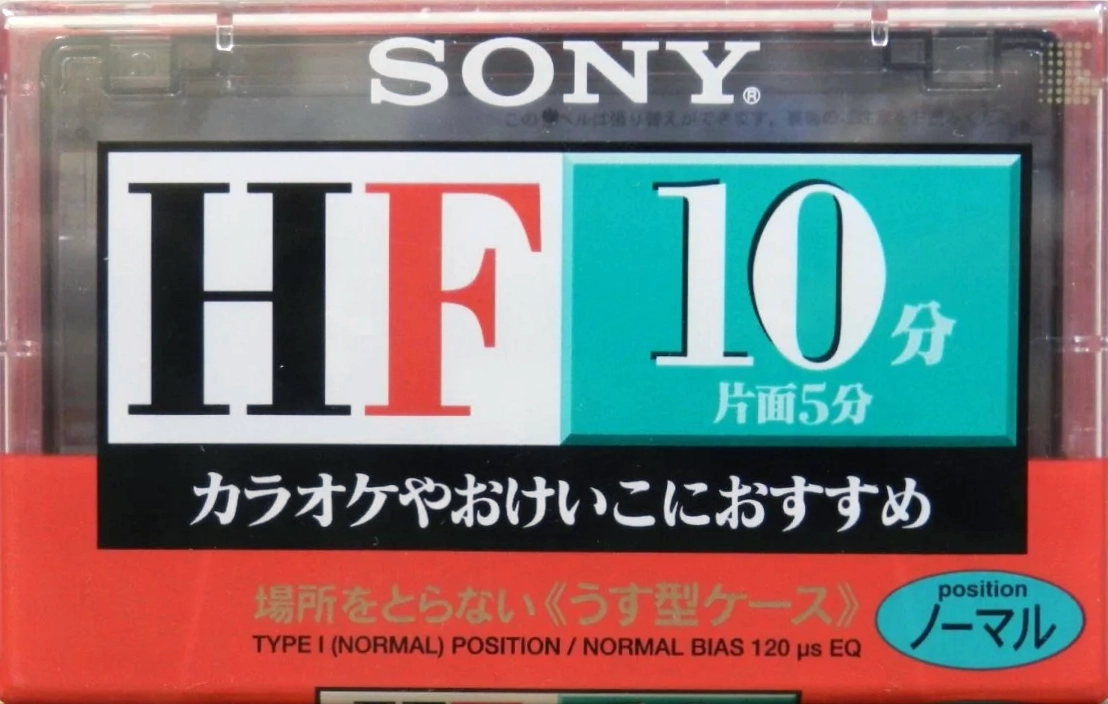 SONY®
HF 10分
片面5分
カラオケやおけいこにおすすめ
場所をとらない《うす型ケース》
TYPE I (NORMAL) POSITION / NORMAL BIAS 120 µs EQ
position
ノーマル